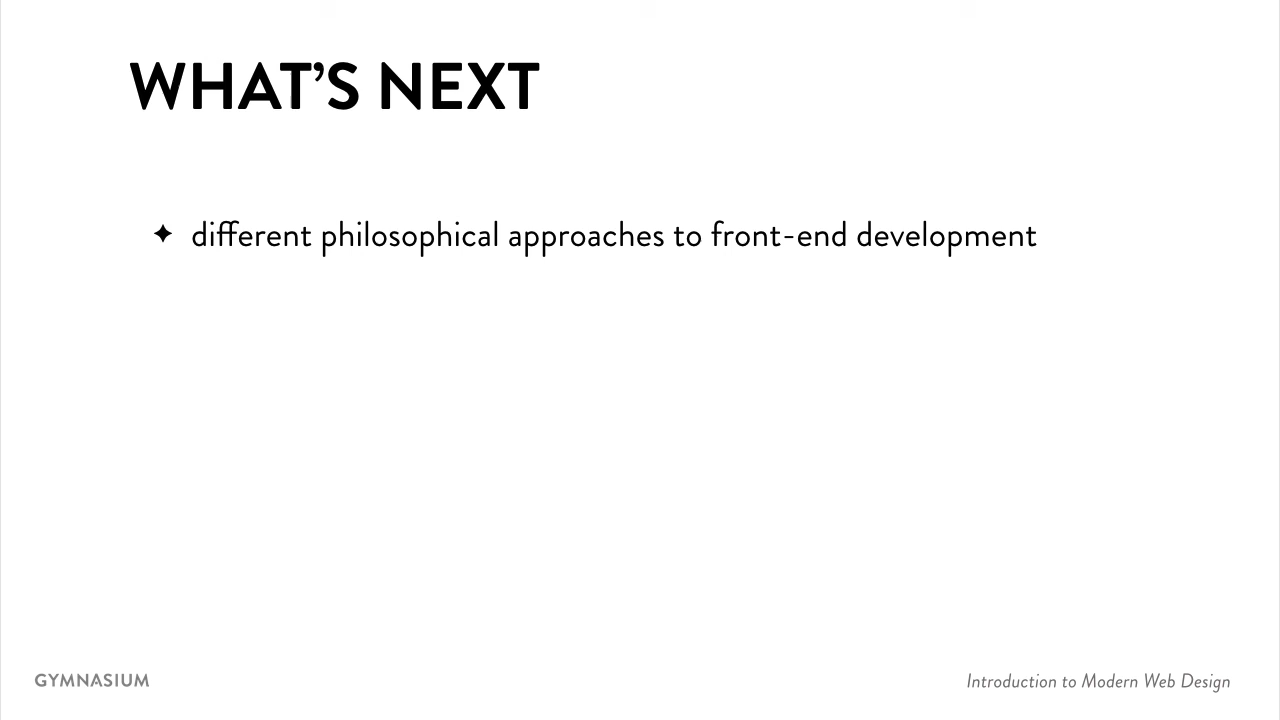 WHAT’S NEXT
✦ different philosophical approaches to front-end development
GYMNASIUM
Introduction to Modern Web Design